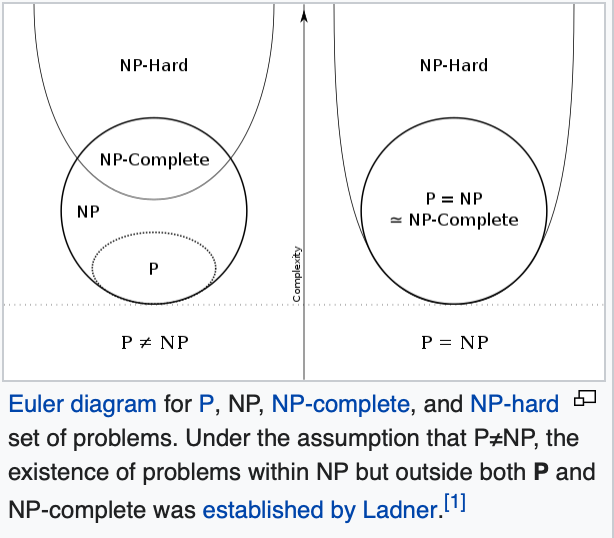 NP-Hard
NP-Complete
NP
P
P ≠ NP
Complexity
NP-Hard
P = NP
≃ NP-Complete
P = NP
Euler diagram for P, NP, NP-complete, and NP-hard
set of problems. Under the assumption that P≠NP, the
existence of problems within NP but outside both P and
NP-complete was established by Ladner.[1]